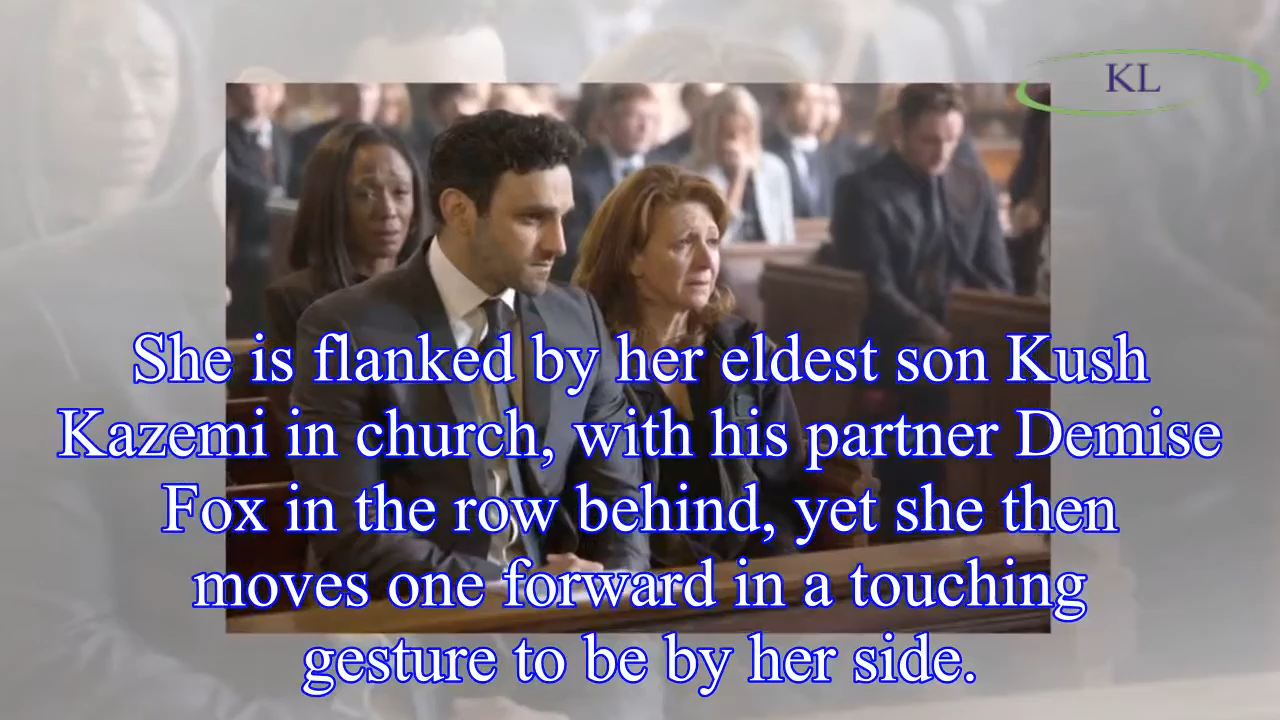 KL
She is flanked by her eldest son Kush
Kazemi in church, with his partner Demise
Fox in the row behind, yet she then
moves one forward in a touching
gesture to be by her side.